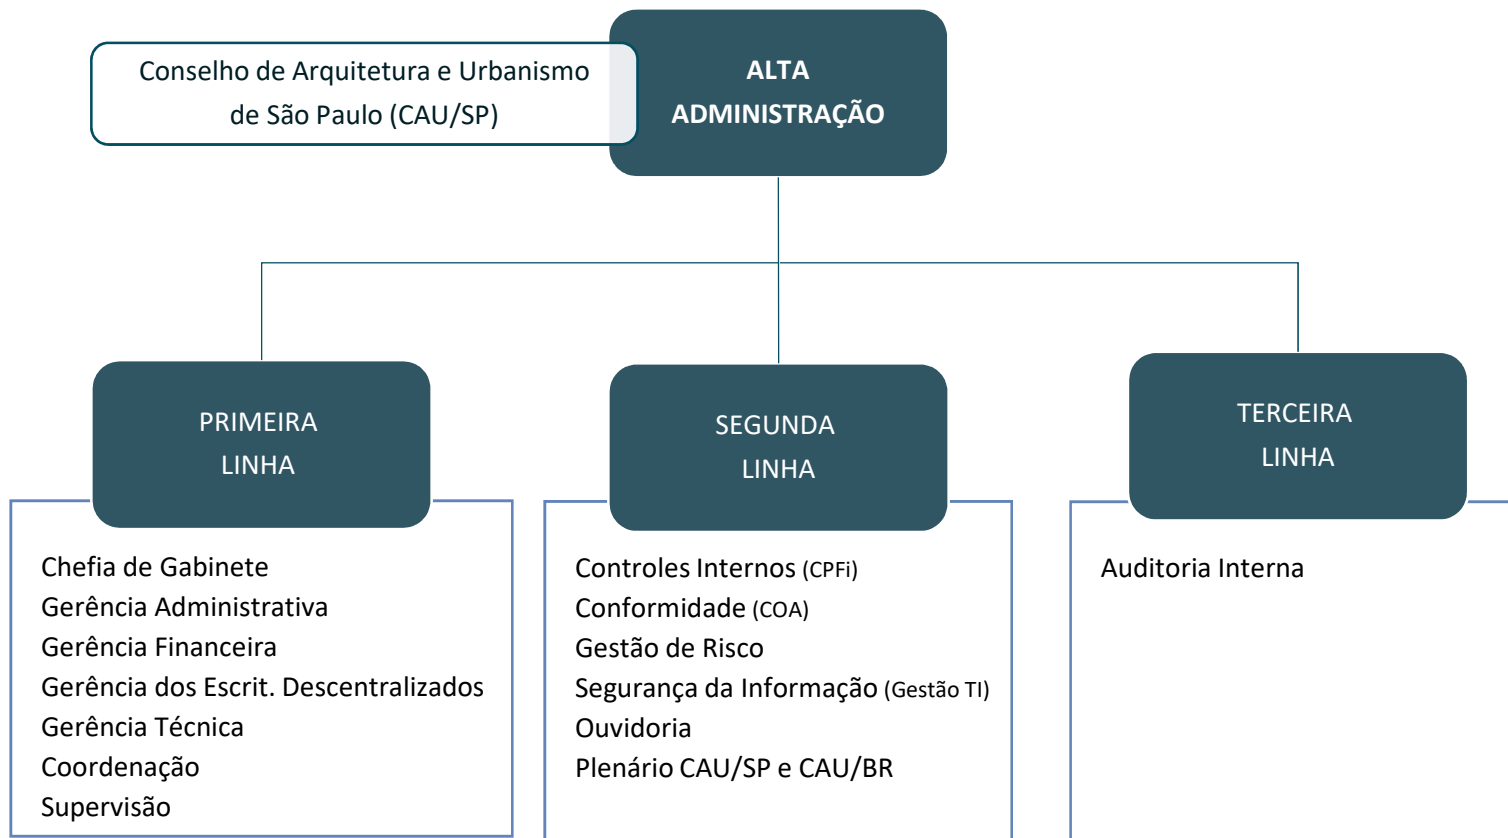 Conselho de Arquitetura e Urbanismo
de São Paulo (CAU/SP)
ALTA
ADMINISTRAÇÃO
PRIMEIRA
LINHA
Chefia de Gabinete
Gerência Administrativa
Gerência Financeira
Gerência dos Escrit. Descentralizados
Gerência Técnica
Coordenação
Supervisão
SEGUNDA
LINHA
Controles Internos (CPFi)
Conformidade (COA)
Gestão de Risco
Segurança da Informação (Gestão TI)
Ouvidoria
Plenário CAU/SP e CAU/BR
TERCEIRA
LINHA
Auditoria Interna